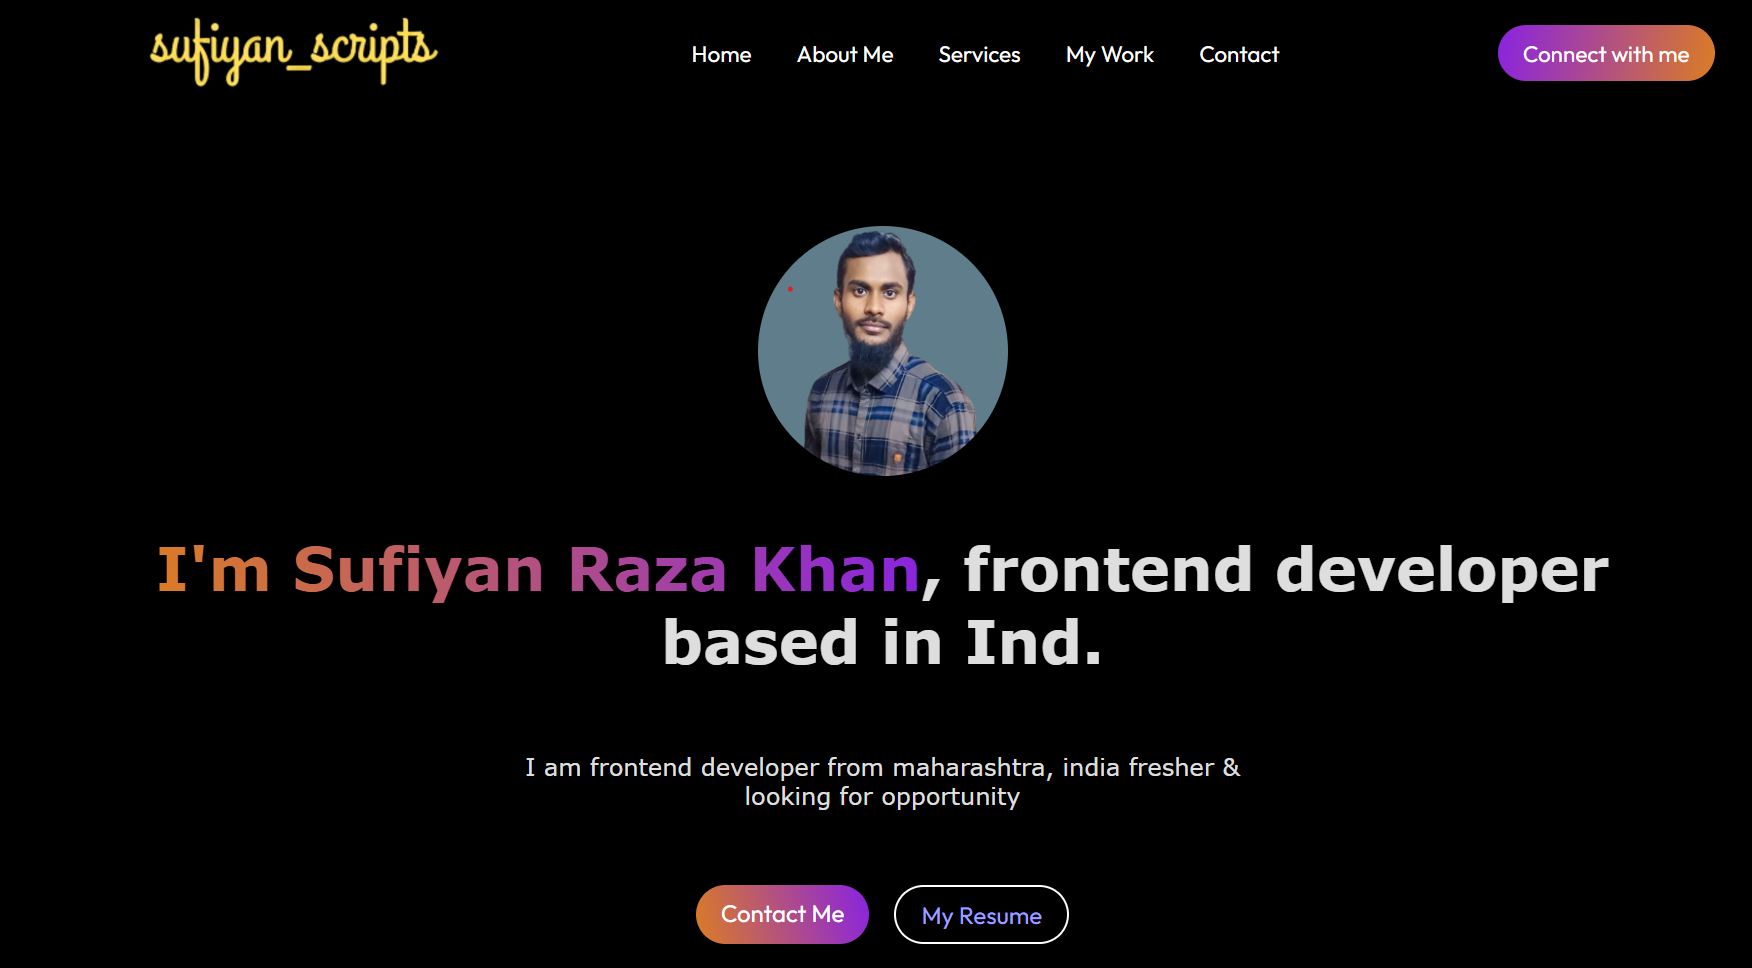 sufiyan_scripts
Home About Me Services My Work Contact
Connect with me
I'm Sufiyan Raza Khan, frontend developer
based in Ind.
I am frontend developer from maharashtra, india fresher &
looking for opportunity
Contact Me
My Resume